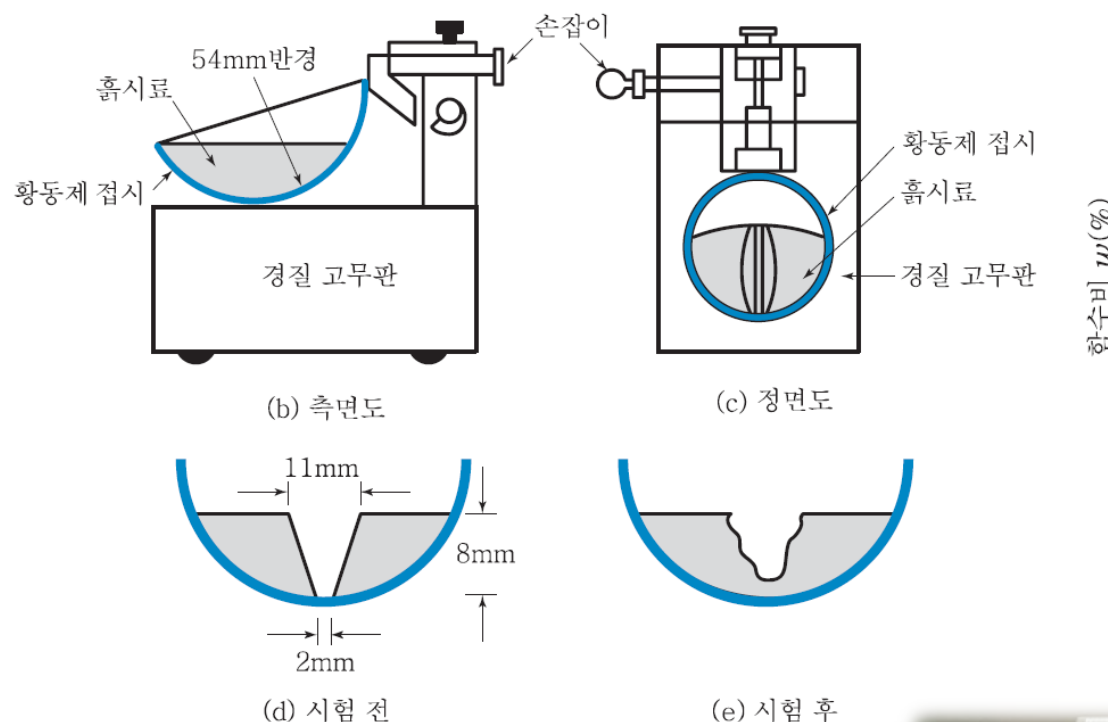 손잡이
54mm반경
흙시료
황동제 접시
경질 고무판
(b) 측면도
황동제 접시
흙시료
경질 고무판
(c) 정면도
함수비 w(%)
11mm
8mm
2mm
(d) 시험 전
(e) 시험 후